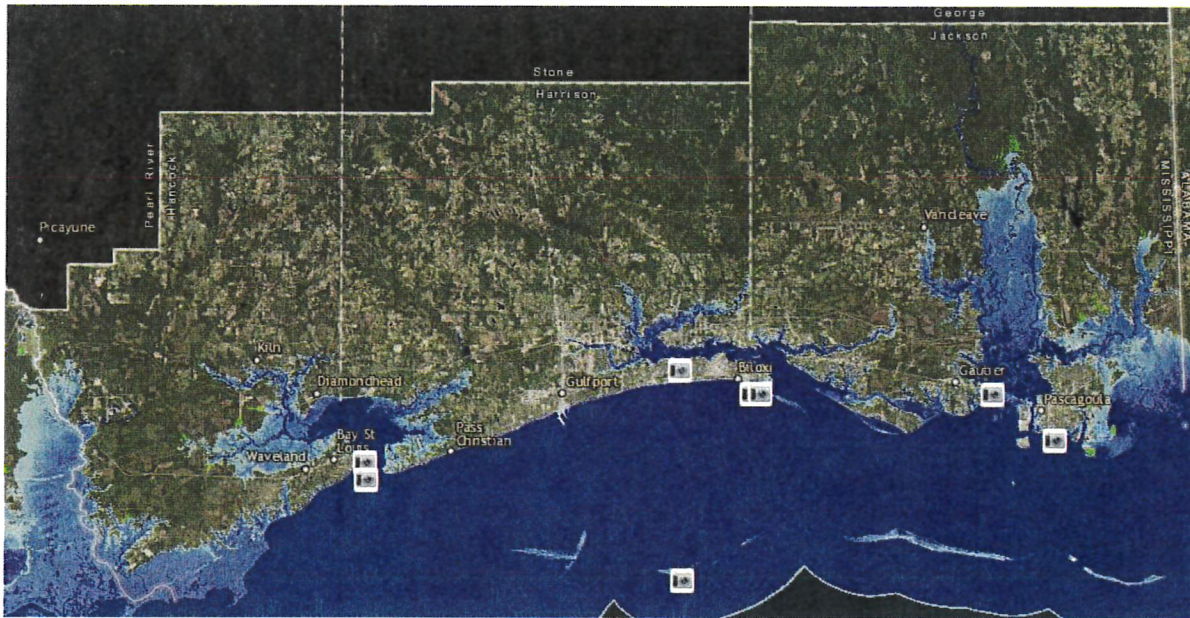 George
Jackson
Stone
Harrison
Pearl River
Hancock
MISSISSIPPI
ALABAMA
Picayune
Vancleave
Kiln
Diamondhead
Gulfport
Biloxi
Gautier
Pascagoula
Pass
Christian
Bay St
Louis
Waveland